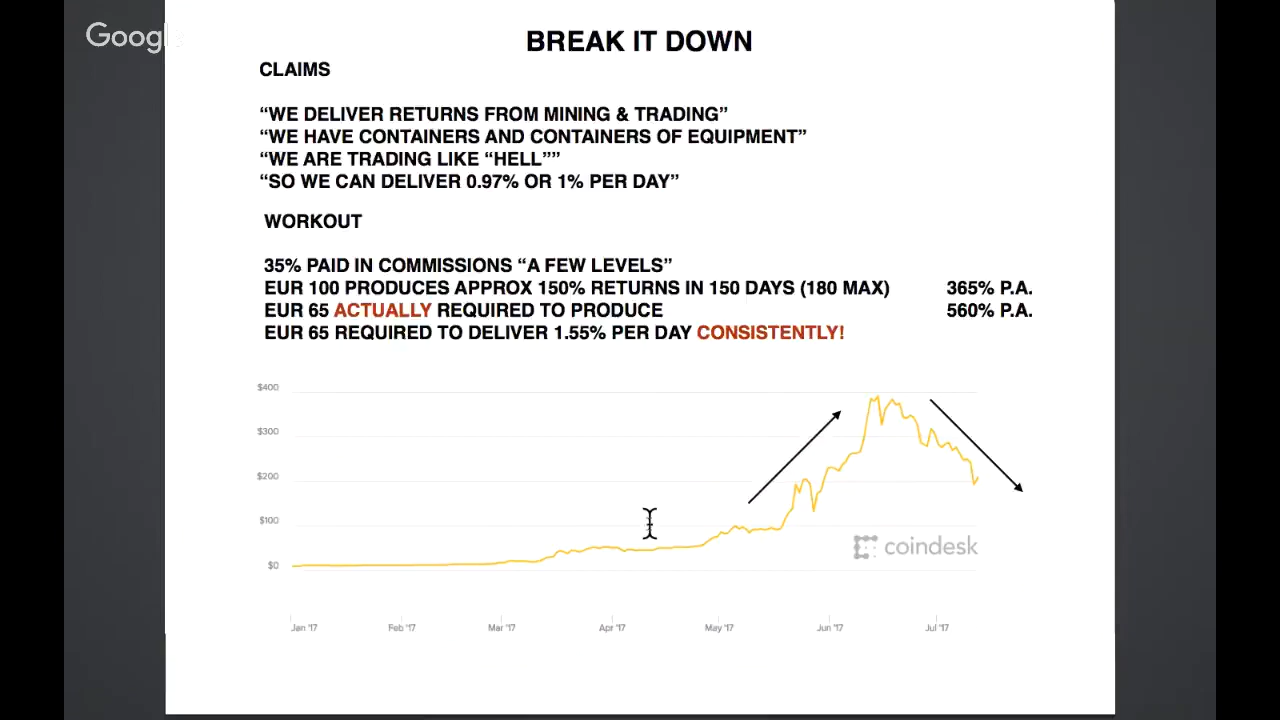 Google
BREAK IT DOWN
CLAIMS
“WE DELIVER RETURNS FROM MINING & TRADING”
“WE HAVE CONTAINERS AND CONTAINERS OF EQUIPMENT”
“WE ARE TRADING LIKE “HELL””
“SO WE CAN DELIVER 0.97% OR 1% PER DAY”
WORKOUT
35% PAID IN COMMISSIONS “A FEW LEVELS”
EUR 100 PRODUCES APPROX 150% RETURNS IN 150 DAYS (180 MAX) 365% P.A.
EUR 65 ACTUALLY REQUIRED TO PRODUCE 560% P.A.
EUR 65 REQUIRED TO DELIVER 1.55% PER DAY CONSISTENTLY!
$400
$300
$200
$100
$0
coindesk
Jan '17 Feb '17 Mar '17 Apr '17 May '17 Jun '17 Jul '17